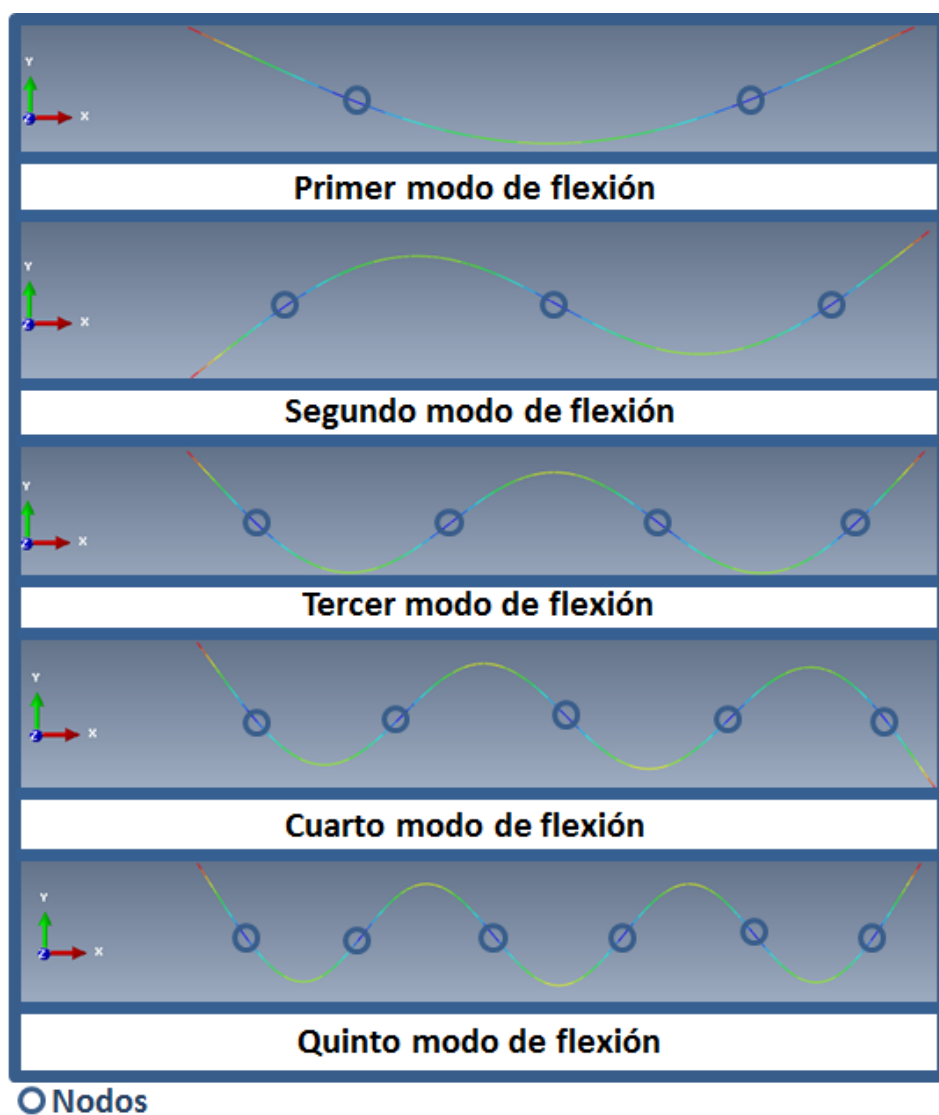 Y
X
Z
Primer modo de flexión
Y
X
Z
Segundo modo de flexión
Y
X
Z
Tercer modo de flexión
Y
X
Z
Cuarto modo de flexión
Y
X
Z
Quinto modo de flexión
Nodos